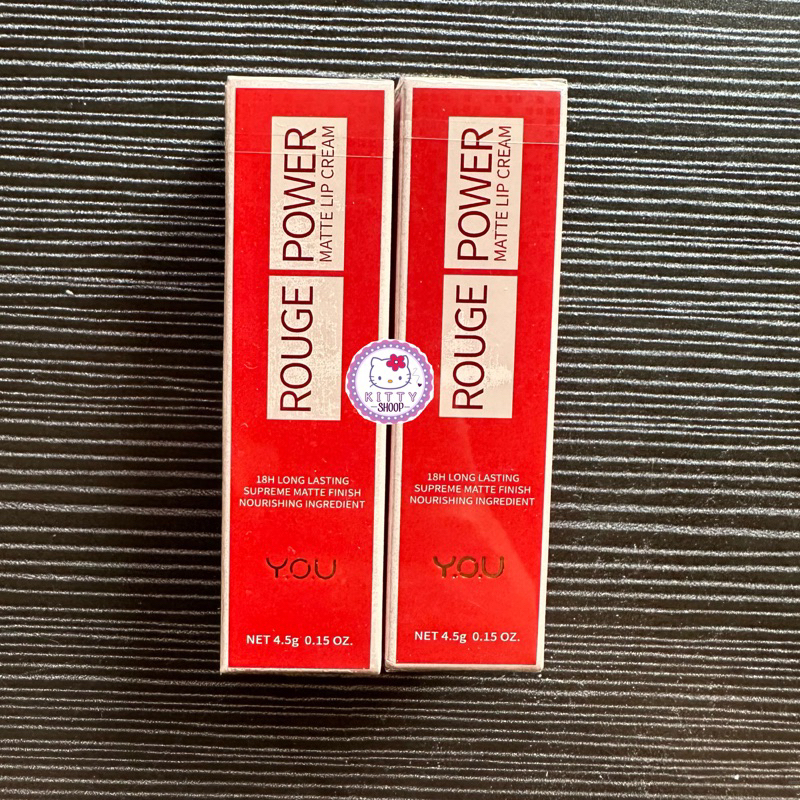 ROUGE POWER
MATTE LIP CREAM
18H LONG LASTING
SUPREME MATTE FINISH
NOURISHING INGREDIENT
Y.O.U
NET 4.5g 0.15 OZ.
ROUGE POWER
MATTE LIP CREAM
18H LONG LASTING
SUPREME MATTE FINISH
NOURISHING INGREDIENT
Y.O.U
NET 4.5g 0.15 OZ.
KITTY
SHOOP